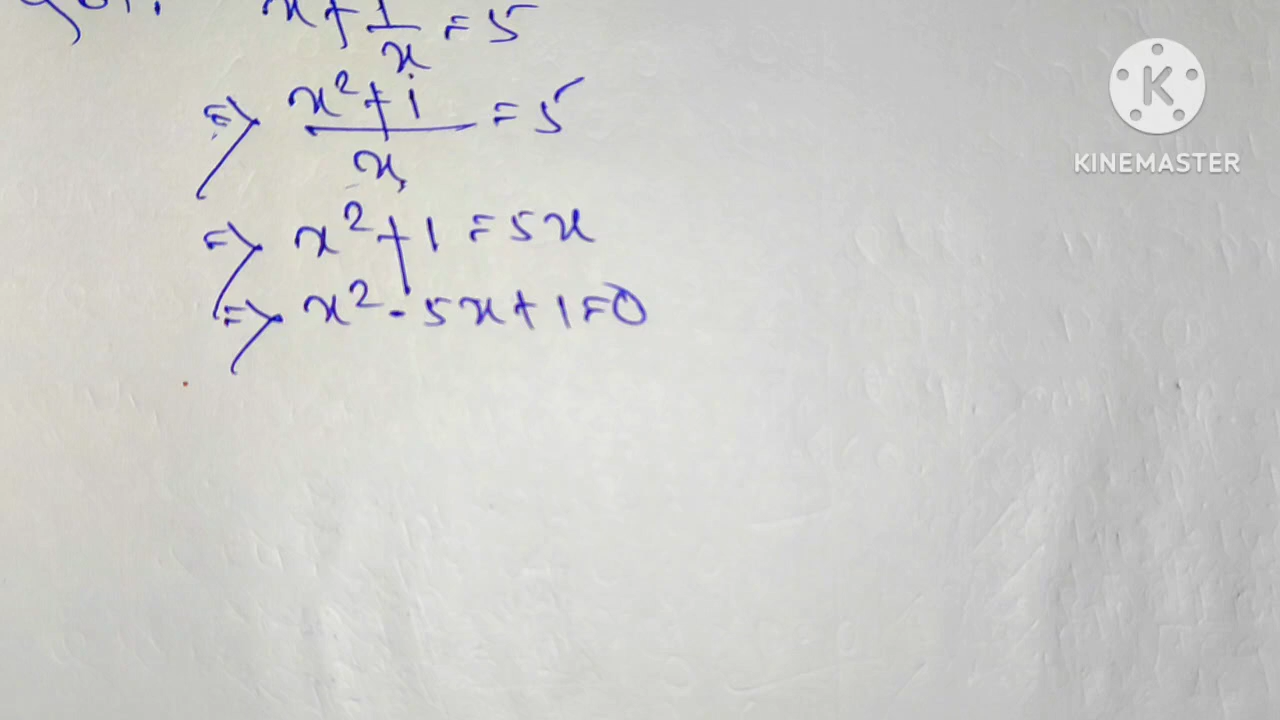 x + 1/x = 5
=> x² + 1 / x = 5
=> x² + 1 = 5x
=> x² - 5x + 1 = 0
K
KINEMASTER